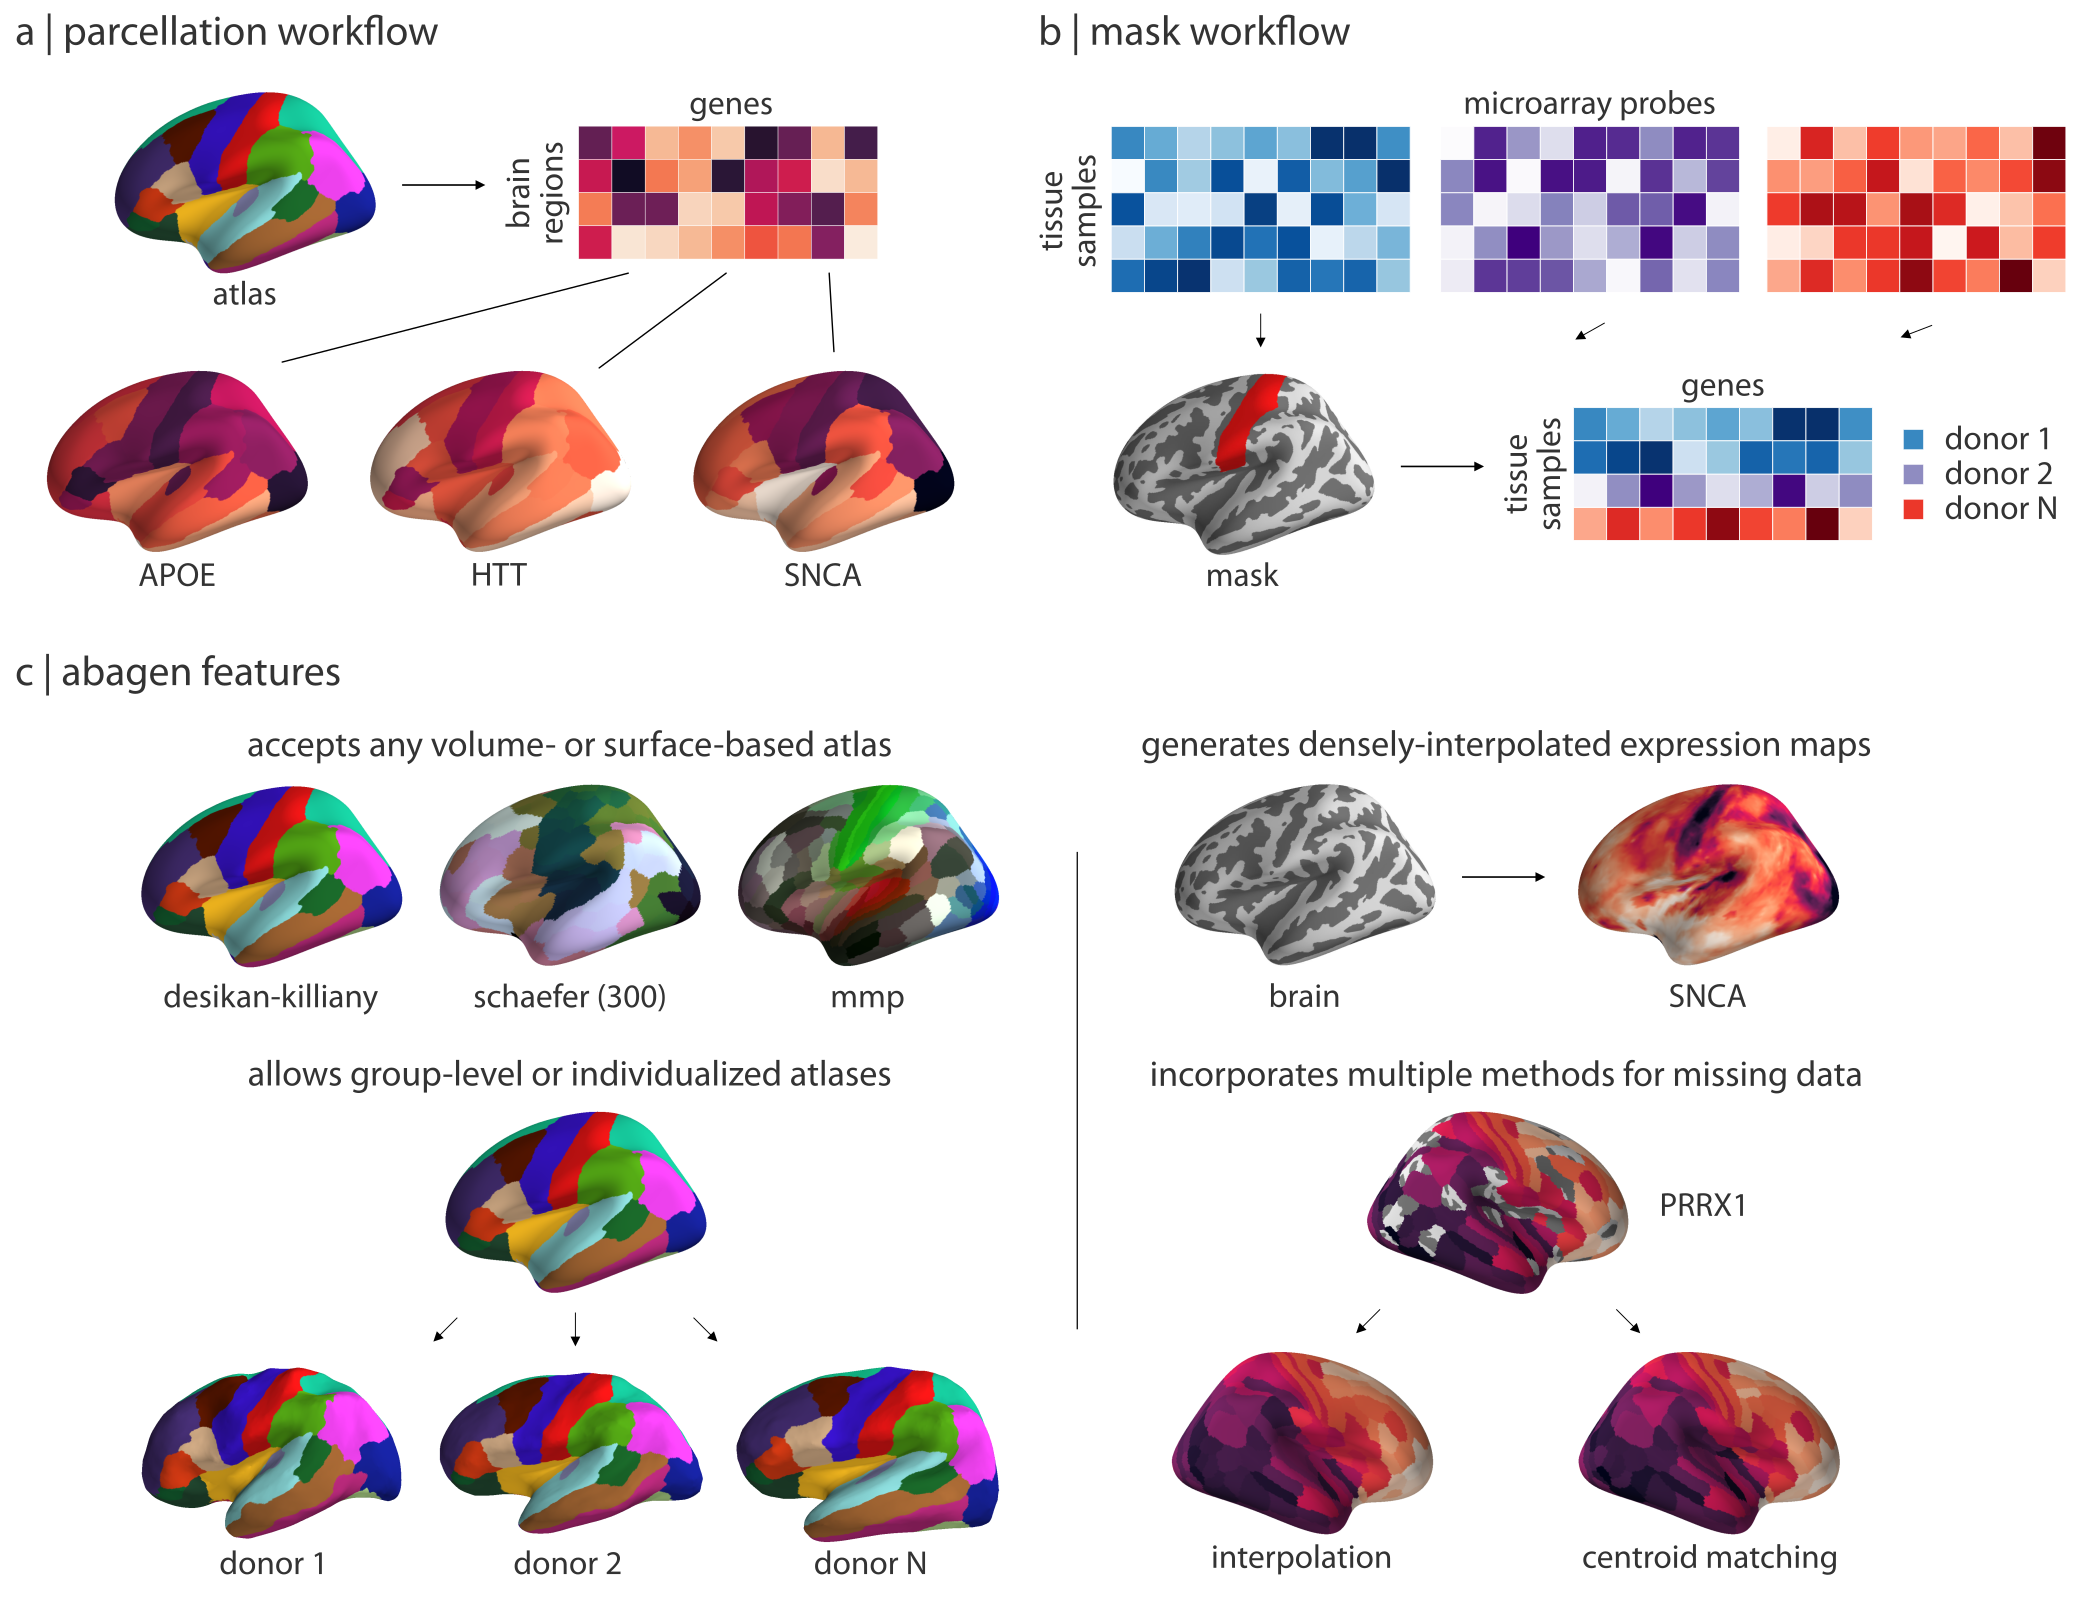 a | parcellation workflow
genes
brain
regions
atlas
APOE
HTT
SNCA
b | mask workflow
microarray probes
tissue
samples
genes
tissue
samples
donor 1
donor 2
donor N
mask
c | abagen features
accepts any volume- or surface-based atlas
desikan-killiany
schaefer (300)
mmp
allows group-level or individualized atlases
donor 1
donor 2
donor N
generates densely-interpolated expression maps
brain
SNCA
incorporates multiple methods for missing data
PRRX1
interpolation
centroid matching